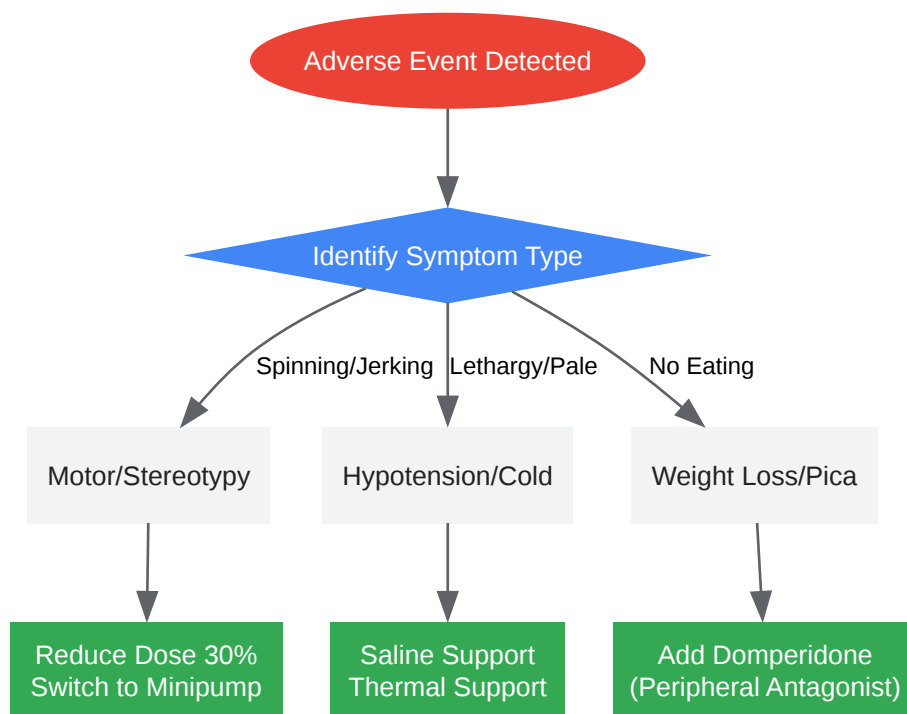 Adverse Event Detected
Identify Symptom Type
Spinning/Jerking
Lethargy/Pale
No Eating
Motor/Stereotypy
Hypotension/Cold
Weight Loss/Pica
Reduce Dose 30%
Switch to Minipump
Saline Support
Thermal Support
Add Domperidone
(Peripheral Antagonist)